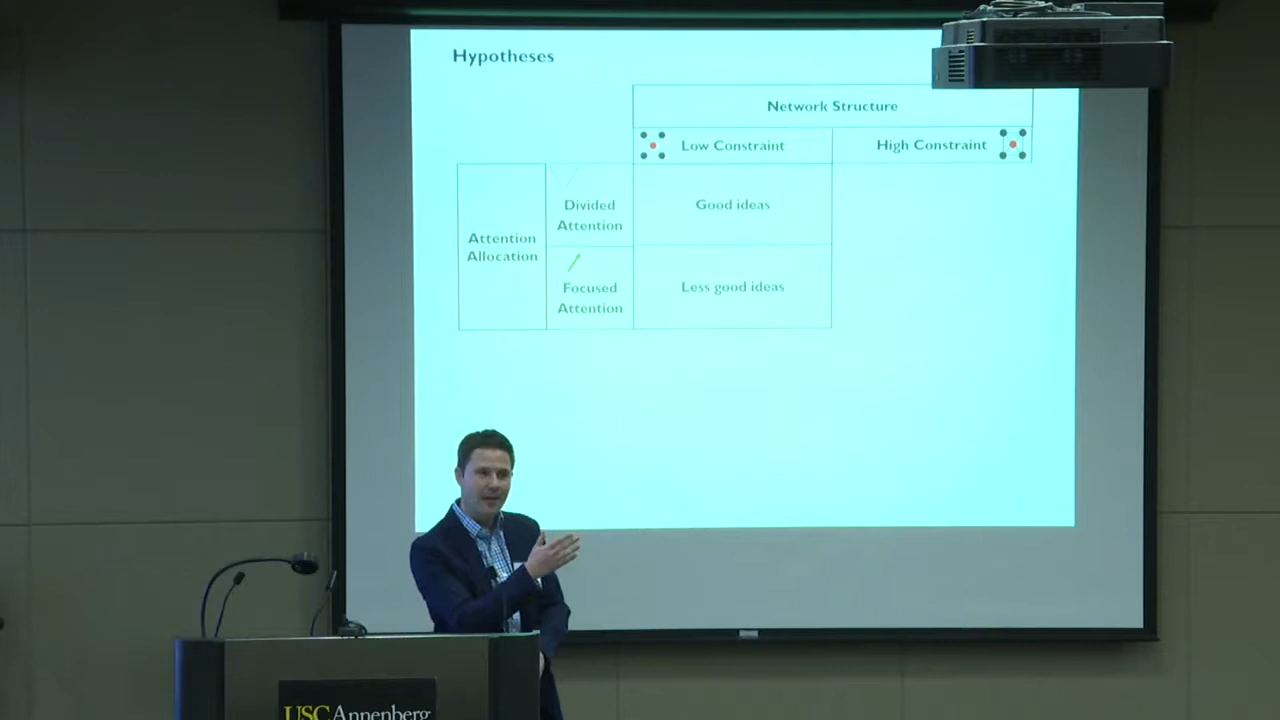 Hypotheses
Network Structure
Low Constraint
High Constraint
Attention
Allocation
Divided
Attention
Good ideas
Focused
Attention
Less good ideas
USC Annenberg